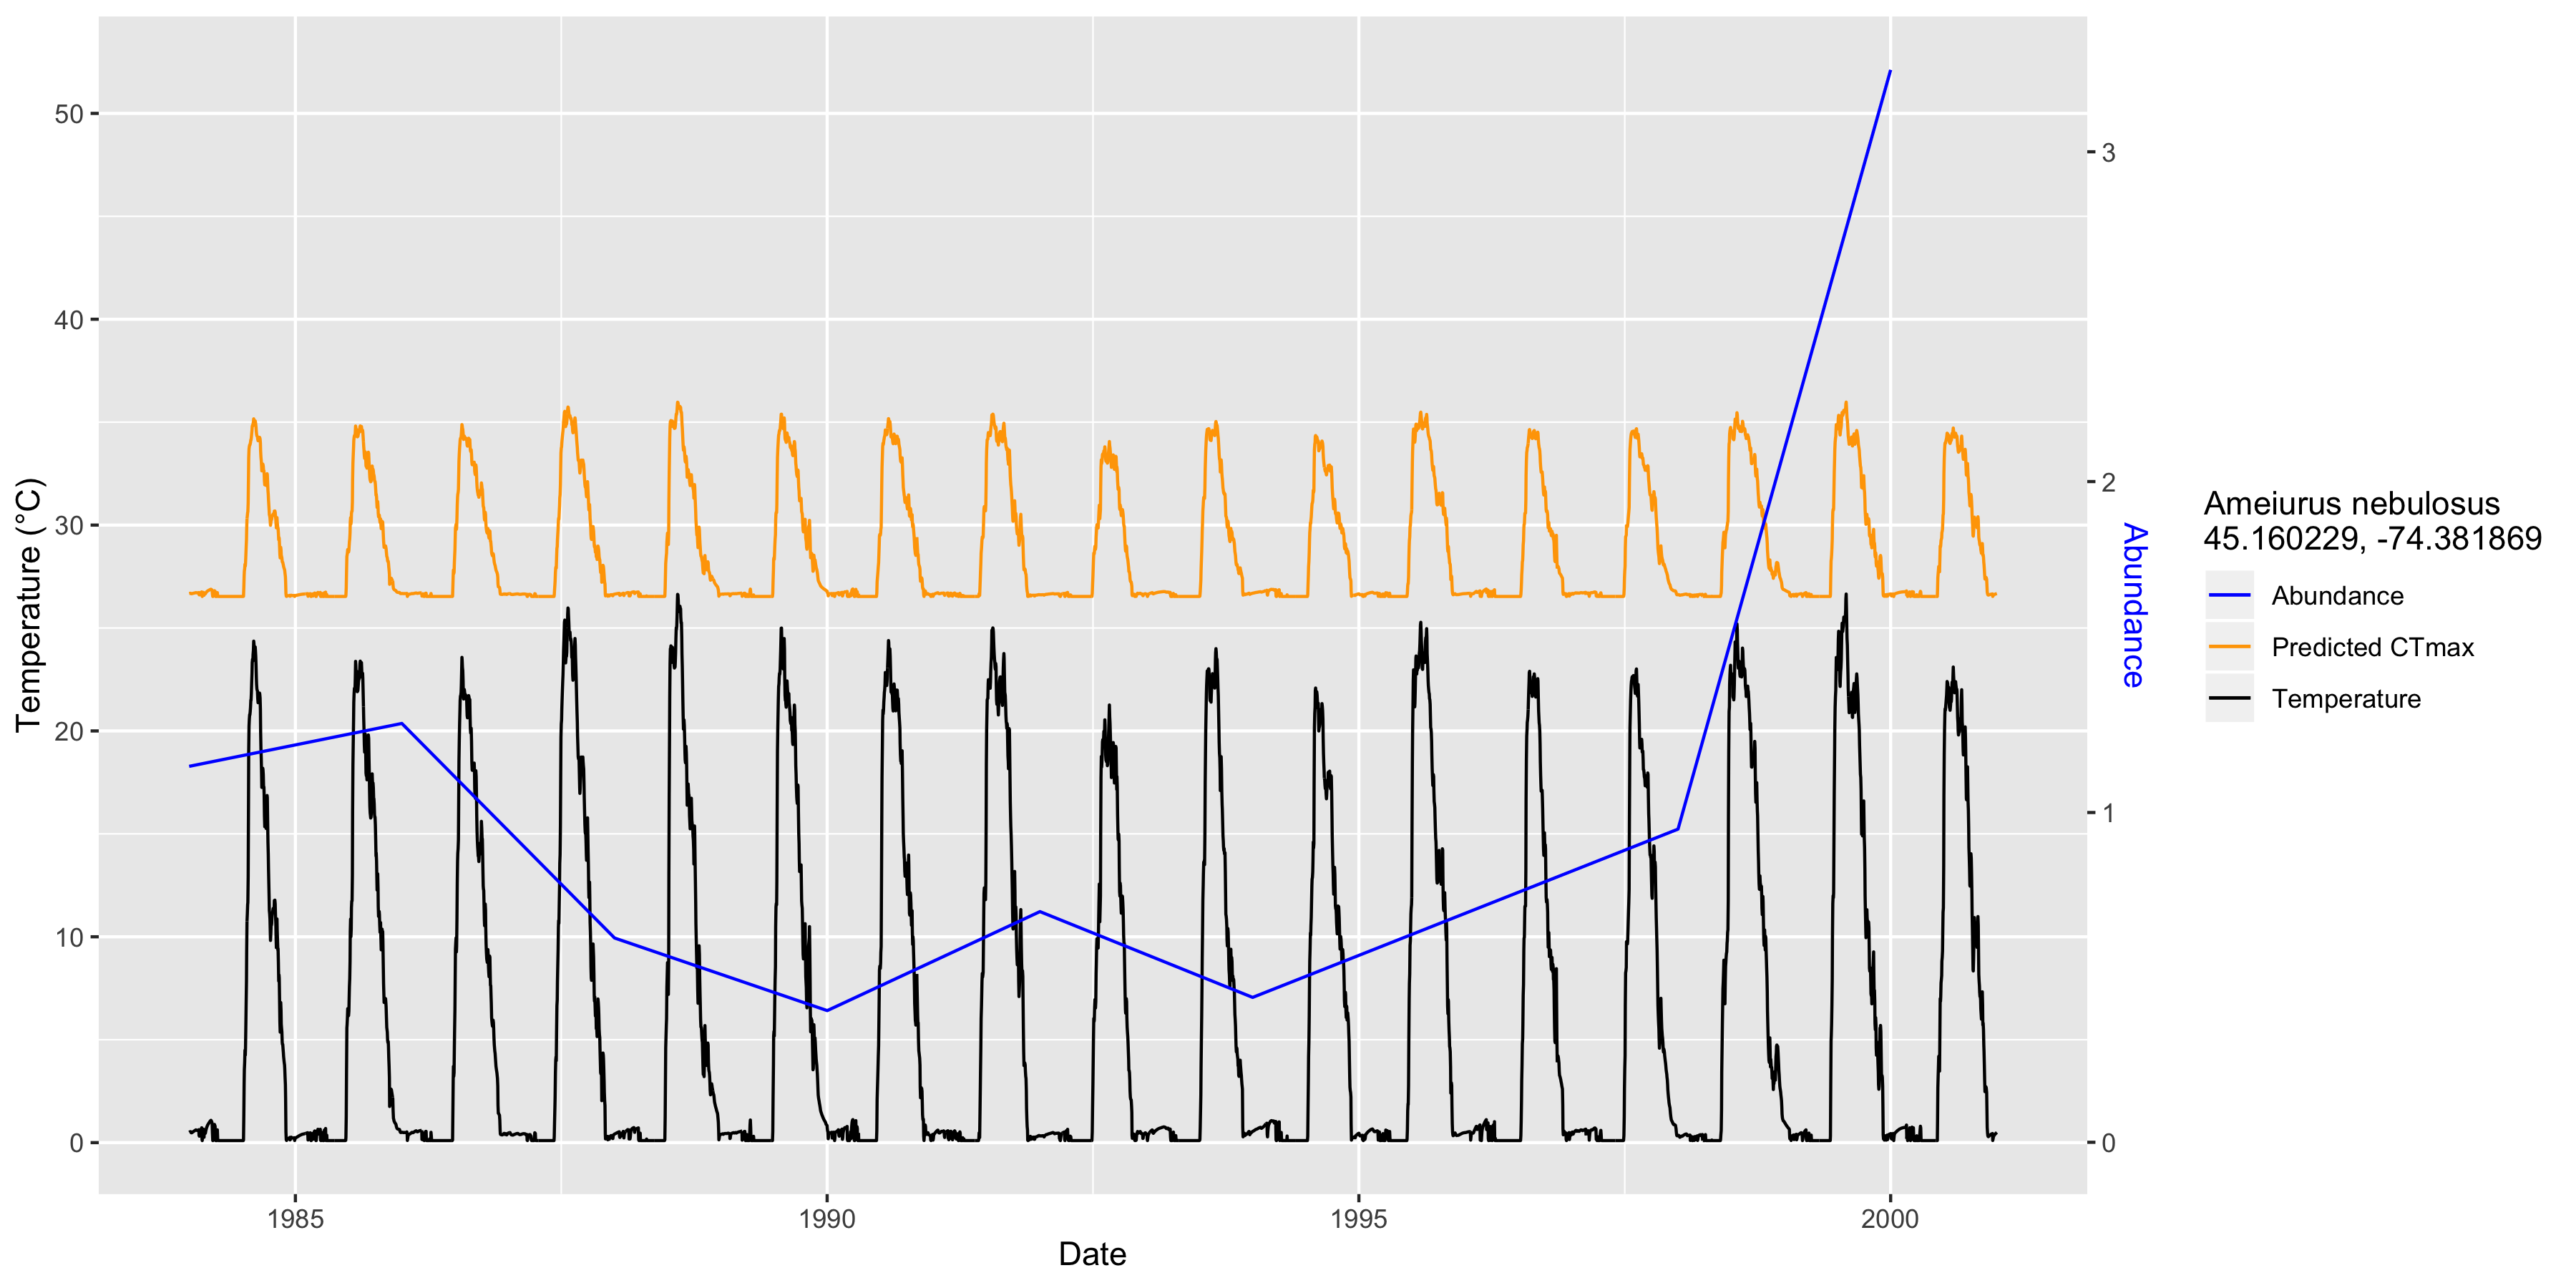 50
40
30
20
10
0
Temperature (°C)
1985
1990
1995
2000
Date
3
2
1
0
Abundance
Ameiurus nebulosus
45.160229, -74.381869
Abundance
Predicted CTmax
Temperature